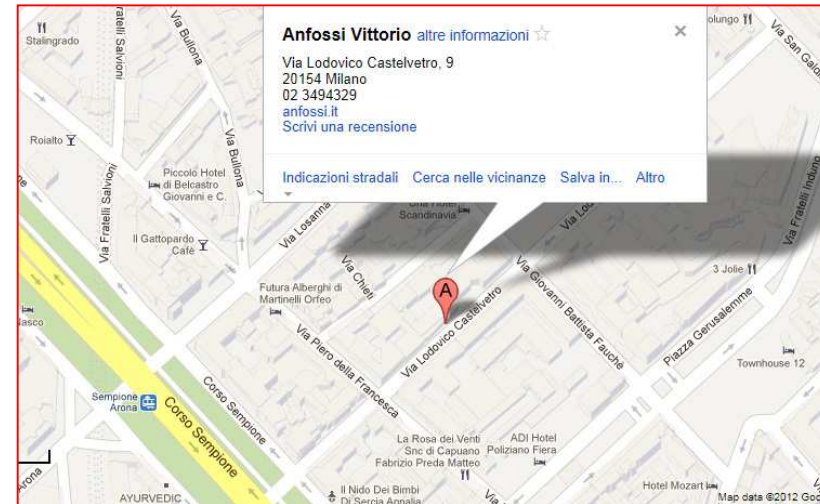 Stalingrado
Via Fratelli Salvioni
Via Bullona
Anfossi Vittorio altre informazioni
Via Lodovico Castelvetro, 9
20154 Milano
02 3494329
anfossi.it
Scrivi una recensione
Indicazioni stradali Cerca nelle vicinanze Salva in... Altro
Roialto
Via Bullona
Piccolo Hotel
di Belcastro
Giovanni e C.
Via Fratelli Salvioni
Il Gattopardo
Cafè
Via Losanna
Scandinavia
Via Fratelli Induno
Via Chieti
Futura Alberghi di
Martinelli Orfeo
A
Via Lodovico Castelvetro
Via Giovanni Battista Fauchè
3 Jolie
Piazza Gerusalemme
Townhouse 12
Via Piero della Francesca
Sempione
Arona
Corso Sempione
Corso Sempione
La Rosa dei Venti
Snc di Capuano
Fabrizio Preda Matteo
ADI Hotel
Poliziano Fiera
Il Nido Dei Bimbi
Hotel Mozart
AYURVEDIC
Map data ©2012